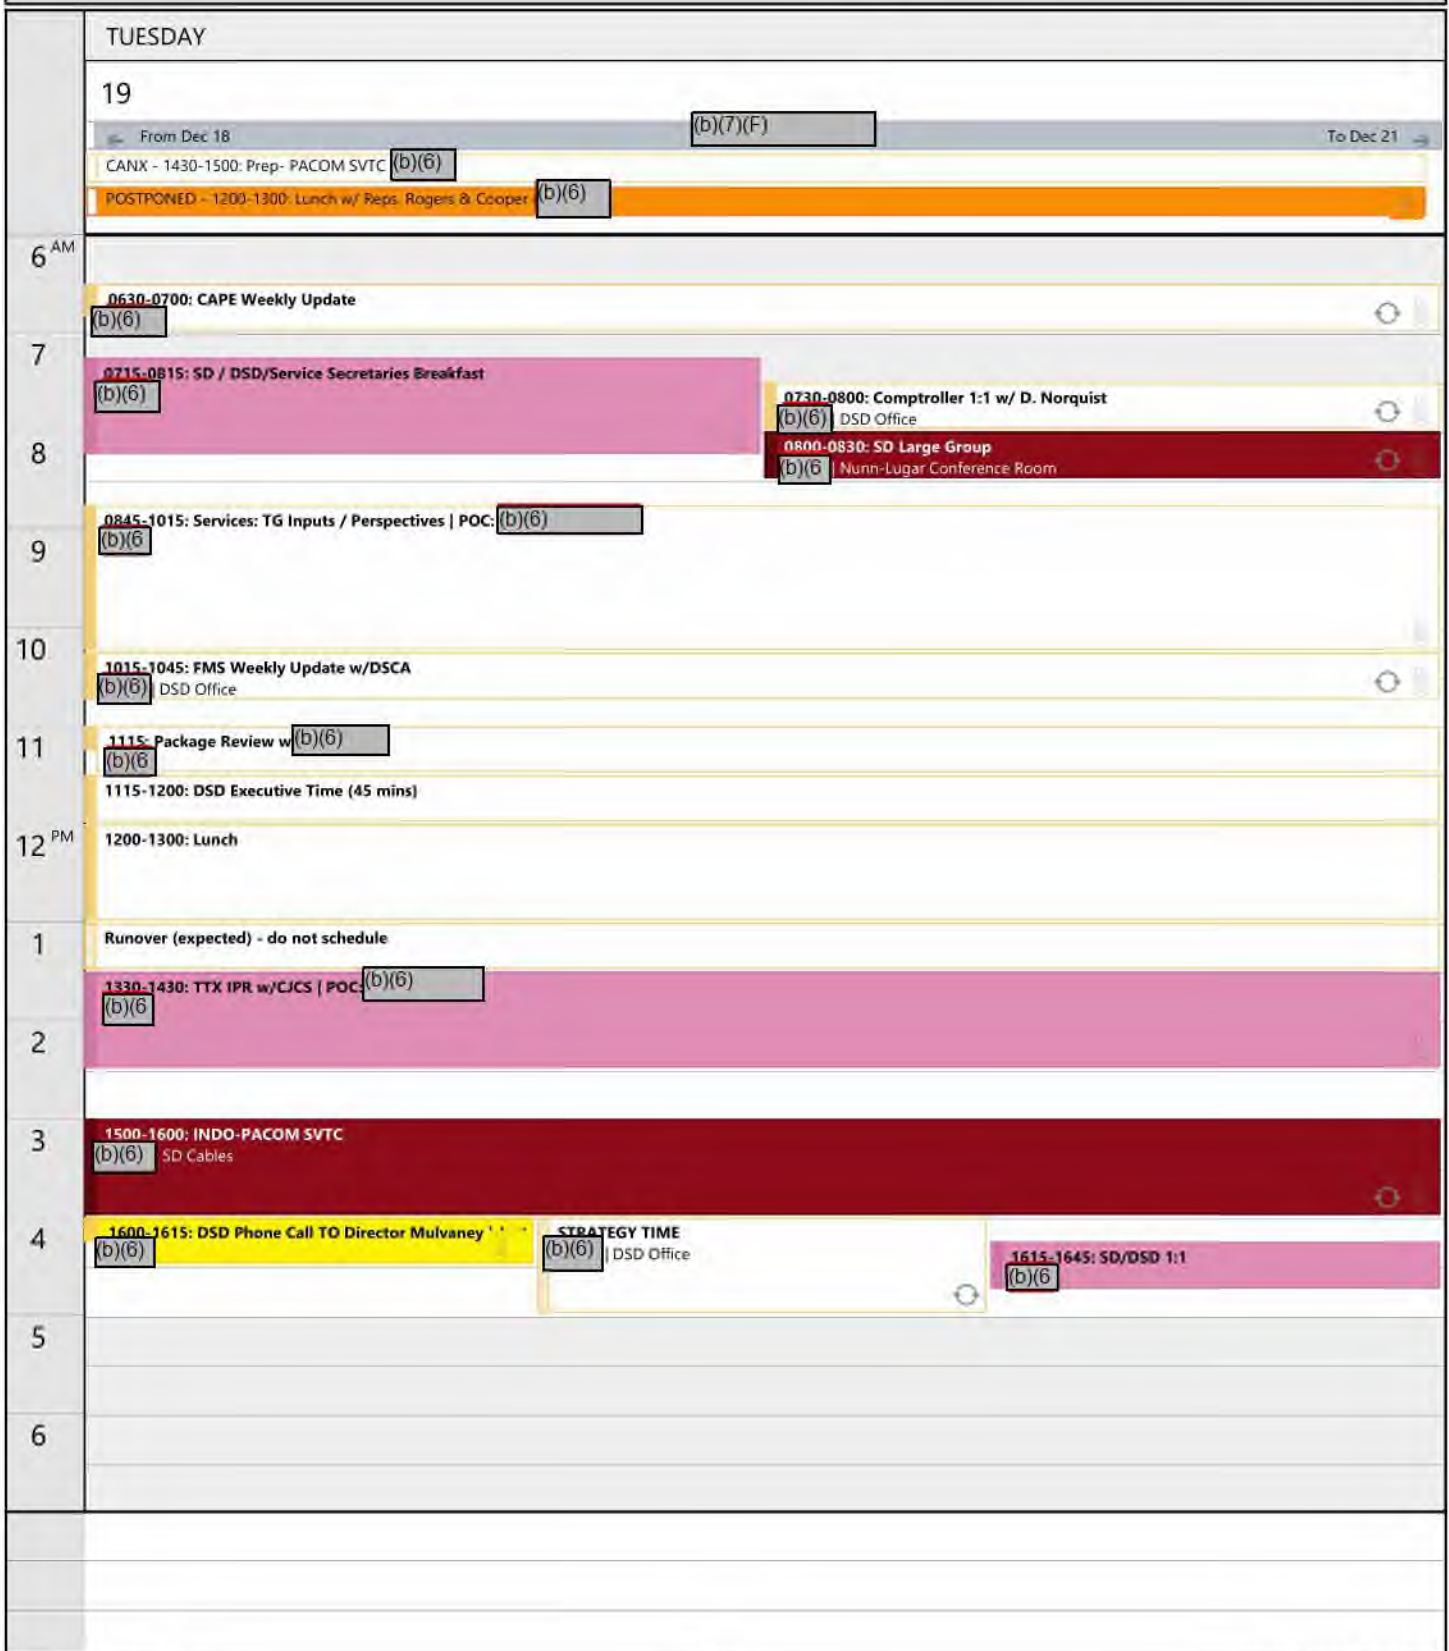 TUESDAY
19
From Dec 18 (b)(7)(F) To Dec 21
CANX - 1430-1500: Prep- PACOM SVTC (b)(6)
POSTPONED - 1200-1300: Lunch w/ Reps. Rogers & Cooper (b)(6)
6 AM
0630-0700: CAPE Weekly Update
(b)(6)
7
0715-0815: SD / DSD/Service Secretaries Breakfast
(b)(6)
0730-0800: Comptroller 1:1 w/ D. Norquist
(b)(6) DSD Office
8
0800-0830: SD Large Group
(b)(6 | Nunn-Lugar Conference Room
0845-1015: Services: TG Inputs / Perspectives | POC: (b)(6)
(b)(6
9
10
1015-1045: FMS Weekly Update w/DSCA
(b)(6) DSD Office
11
1115: Package Review w (b)(6)
(b)(6
1115-1200: DSD Executive Time (45 mins)
12 PM
1200-1300: Lunch
1
Runover (expected) - do not schedule
1330-1430: TTX IPR w/CJCS | POC: (b)(6)
(b)(6
2
3
1500-1600: INDO-PACOM SVTC
(b)(6) SD Cables
4
1600-1615: DSD Phone Call TO Director Mulvaney
(b)(6)
STRATEGY TIME
(b)(6) | DSD Office
1615-1645: SD/DSD 1:1
(b)(6
5
6